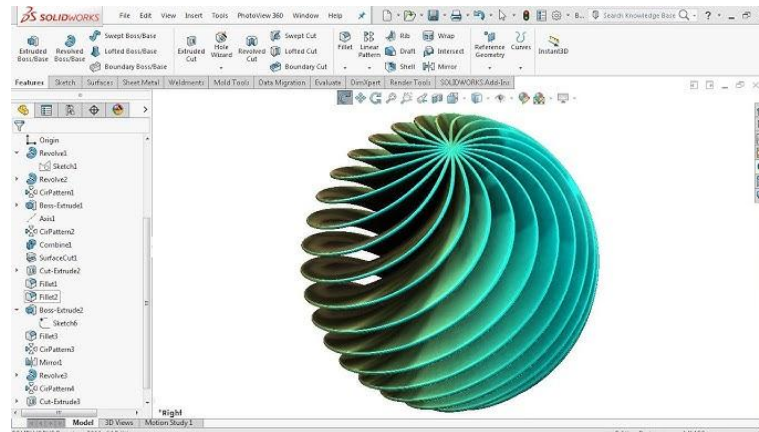 SOLIDWORKS File Edit View Insert Tools PhotoView 360 Window Help Search Knowledge Base
Extruded Boss/Base
Revolved Boss/Base
Swept Boss/Base
Lofted Boss/Base
Boundary Boss/Base
Extruded Cut
Hole Wizard
Revolved Cut
Swept Cut
Lofted Cut
Boundary Cut
Fillet
Linear Pattern
Rib
Draft
Shell
Wrap
Intersect
Mirror
Reference Geometry
Curves
Instant3D
Features Sketch Surfaces Sheet Metal Weldments Mold Tools Data Migration Evaluate DimXpert Render Tools SOLIDWORKS Add-Ins
Origin
Revolve1
Sketch1
Revolve2
CirPattern1
Boss-Extrude1
Axis1
CirPattern2
Combine1
SurfaceCut1
Cut-Extrude2
Fillet1
Fillet2
Boss-Extrude2
Sketch6
Fillet3
CirPattern3
Mirror1
Revolve3
CirPattern4
Cut-Extrude3
*Right
Model 3D Views Motion Study 1